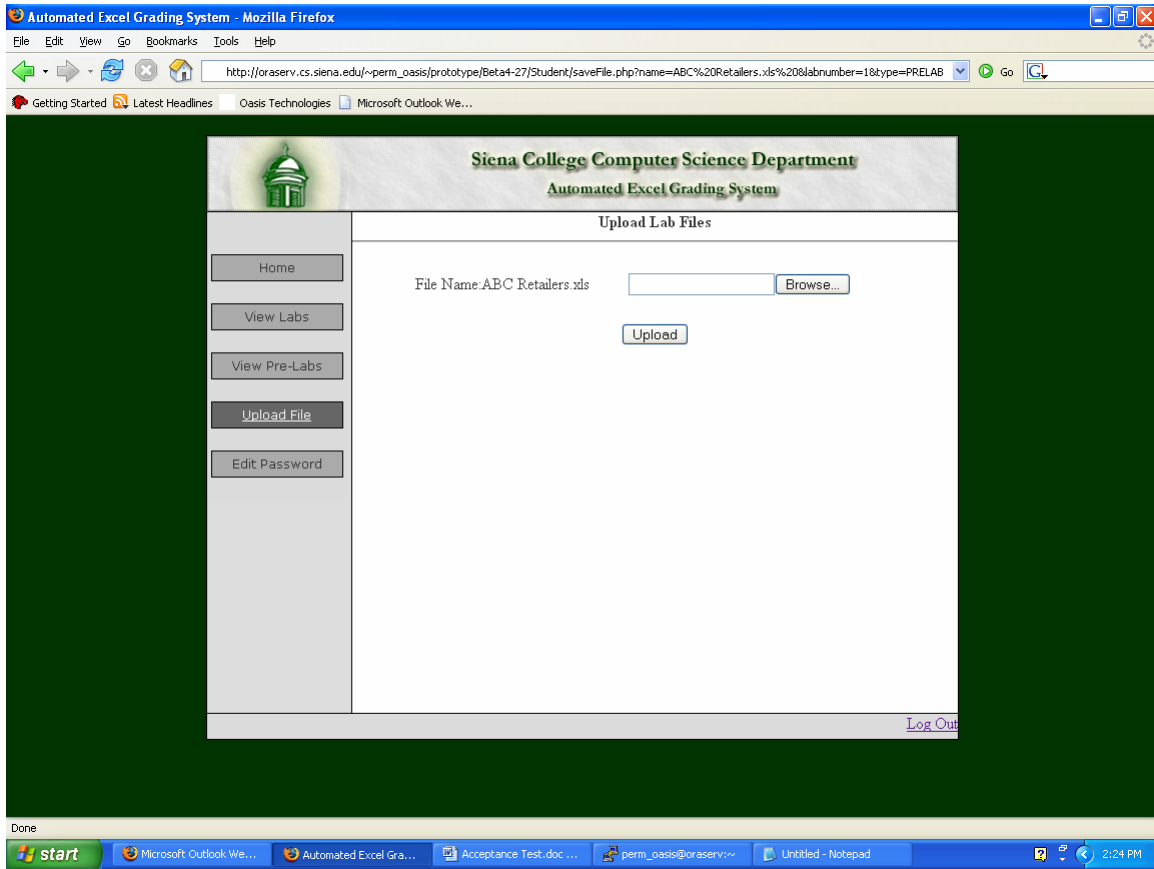 Automated Excel Grading System - Mozilla Firefox
File Edit View Go Bookmarks Tools Help
http://oraserv.cs.siena.edu/~perm_oasis/prototype/Beta4-27/Student/saveFile.php?name=ABC%20Retailers.xls%20&labnumber=1&type=PRELAB Go G
Getting Started Latest Headlines Oasis Technologies Microsoft Outlook We...
Siena College Computer Science Department
Automated Excel Grading System
Upload Lab Files
Home
File Name:ABC Retailers.xls Browse...
View Labs
Upload
View Pre-Labs
Upload File
Edit Password
Log Out
Done
start Microsoft Outlook We... Automated Excel Gra... Acceptance Test.doc ... perm_oasis@oraserv:~ Untitled - Notepad 2:24 PM